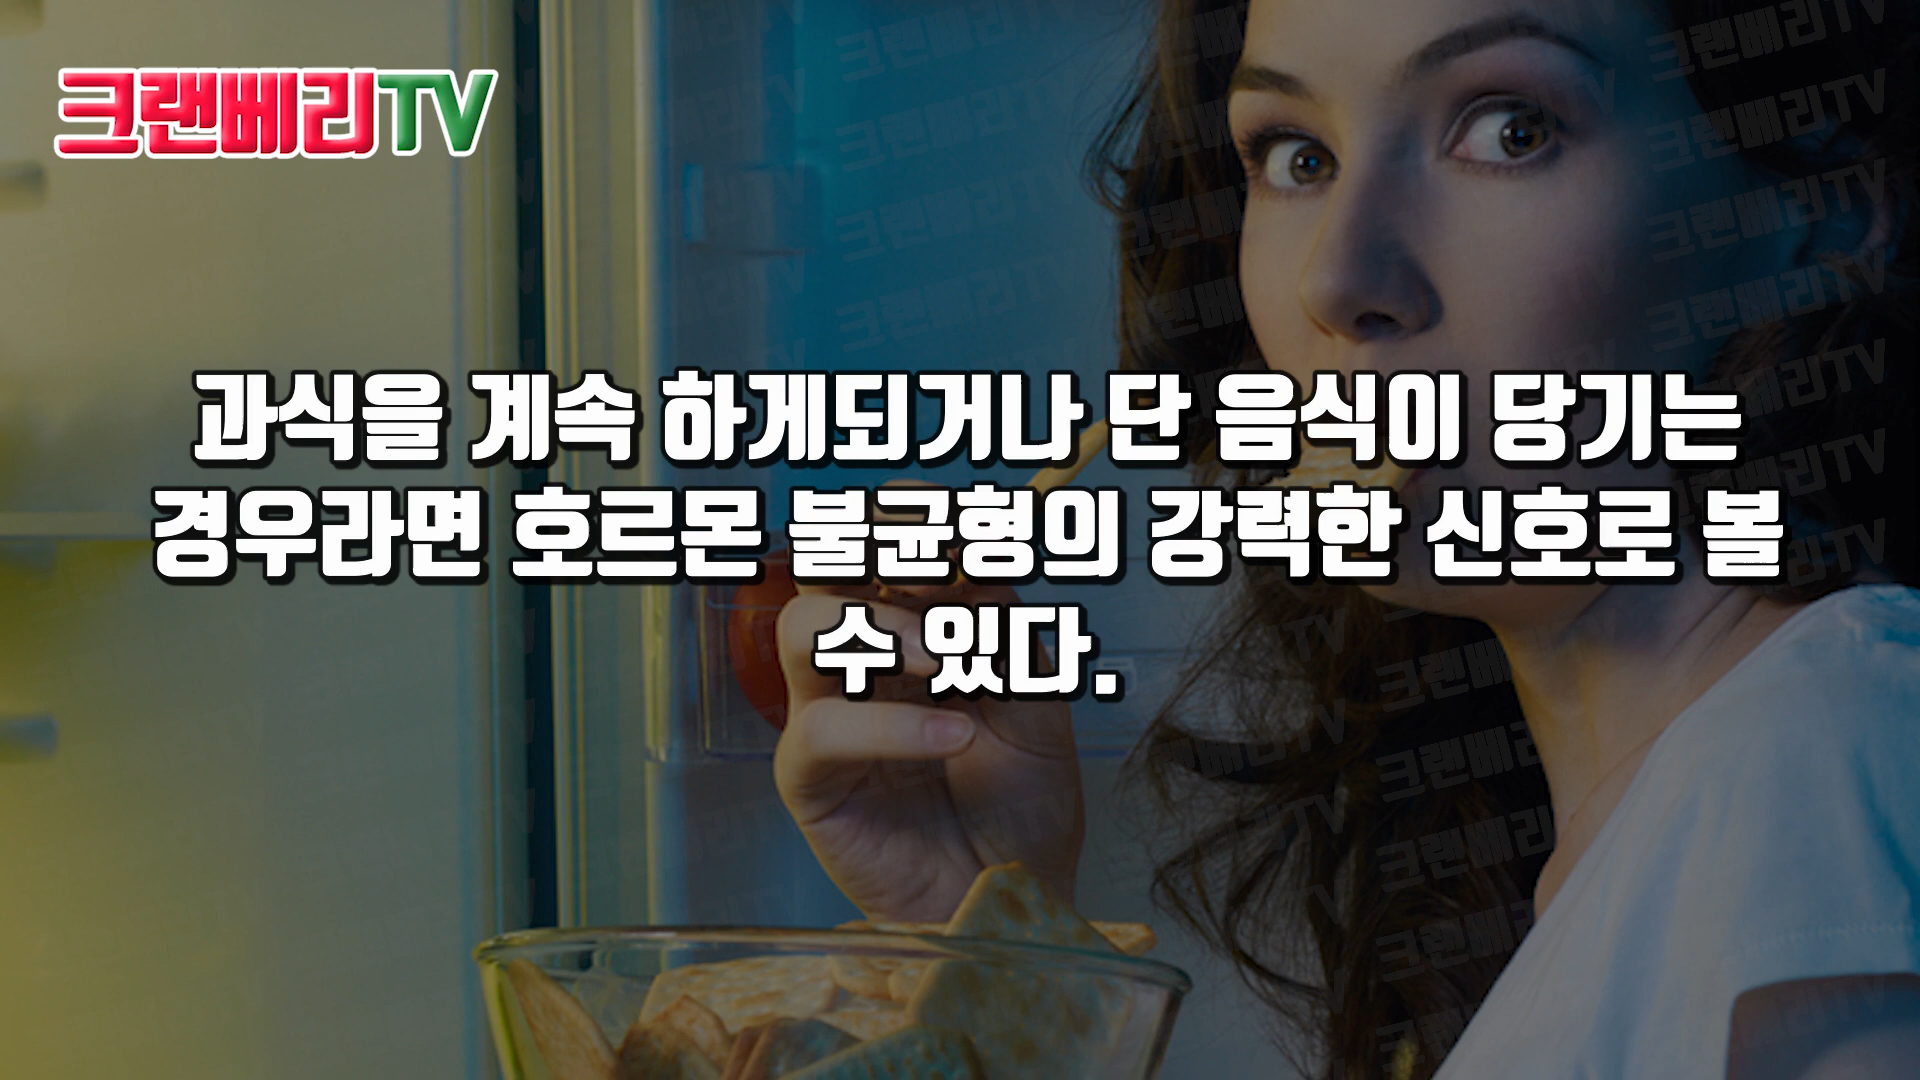 크랜베리TV
과식을 계속 하게되거나 단 음식이 당기는
경우라면 호르몬 불균형의 강력한 신호로 볼
수 있다.